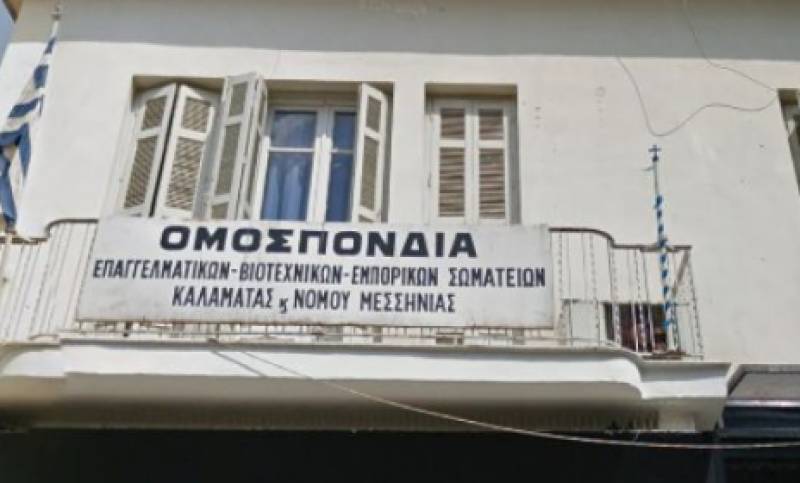 ΟΜΟΣΠΟΝΔΙΑ
ΕΠΑΓΓΕΛΜΑΤΙΚΩΝ-ΒΙΟΤΕΧΝΙΚΩΝ-ΕΜΠΟΡΙΚΩΝ ΣΩΜΑΤΕΙΩΝ
ΚΑΛΑΜΑΤΑΣ ϗ ΝΟΜΟΥ ΜΕΣΣΗΝΙΑΣ